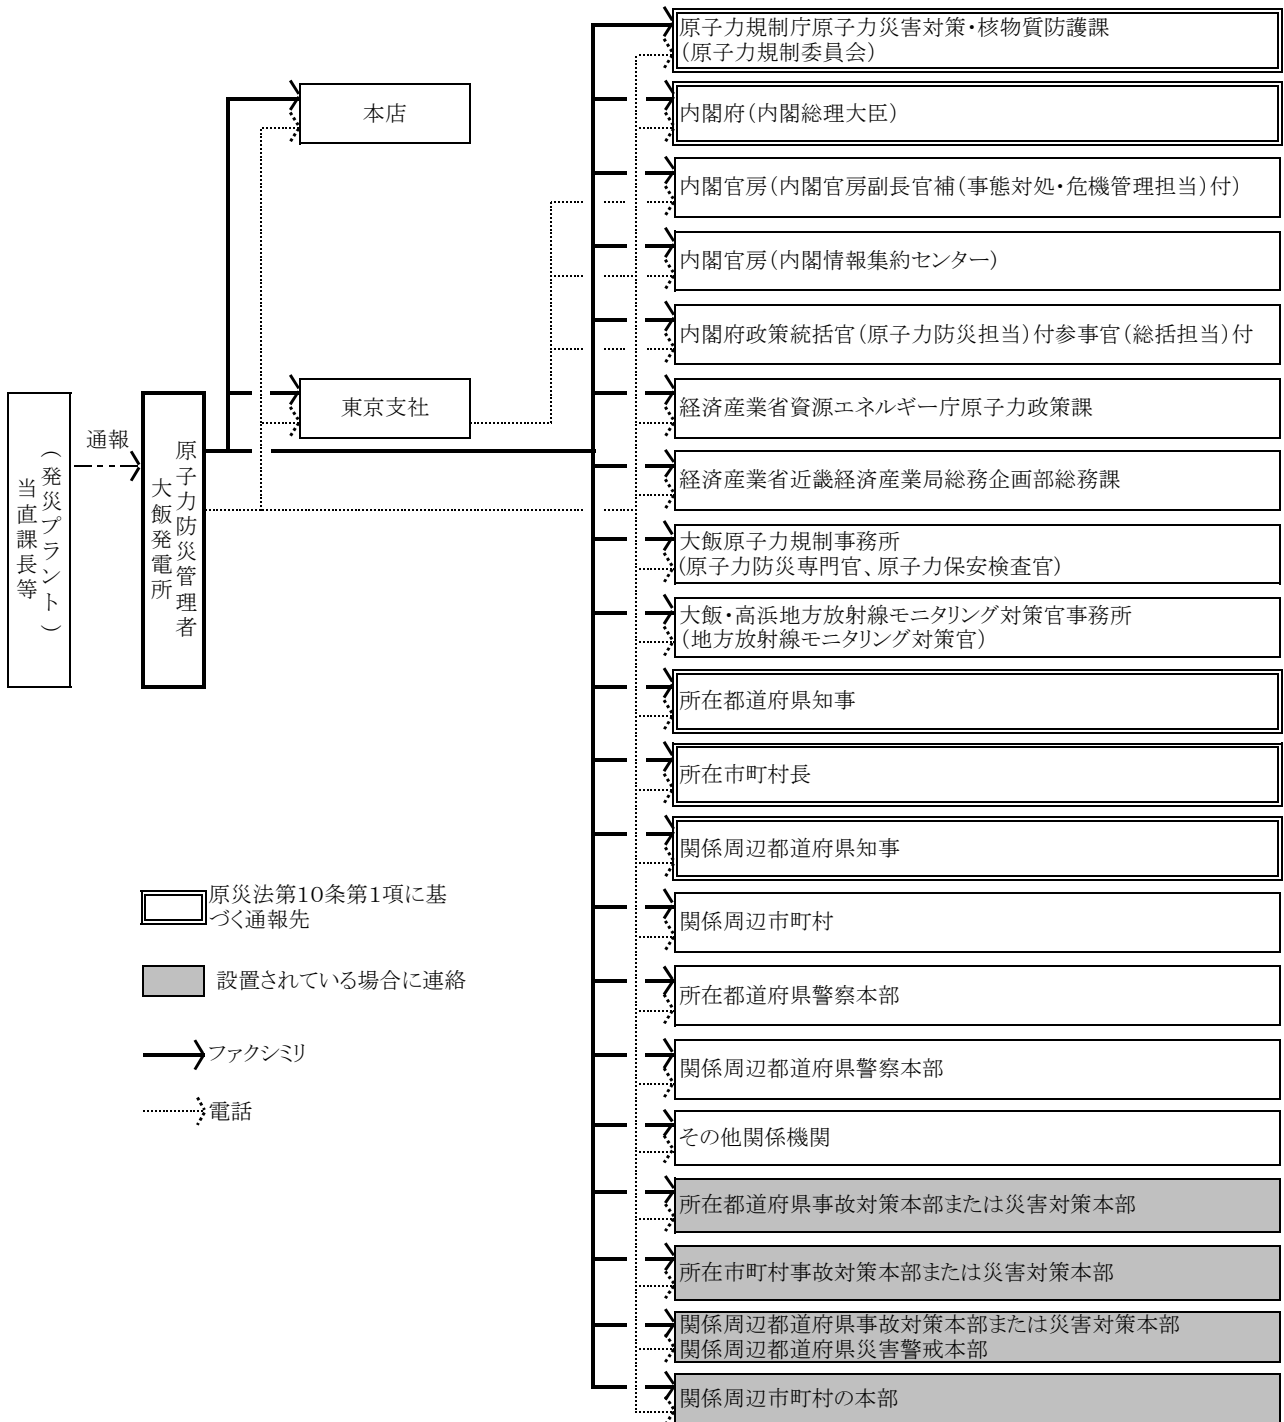 原子力規制庁原子力災害対策・核物質防護課
(原子力規制委員会)
本店
内閣府(内閣総理大臣)
内閣官房(内閣官房副長官補(事態対処・危機管理担当)付)
内閣官房(内閣情報集約センター)
内閣府政策統括官(原子力防災担当)付参事官(総括担当)付
東京支社
経済産業省資源エネルギー庁原子力政策課
(発災プラント)
当直課長等
通報
原子力防災管理者
大飯発電所
経済産業省近畿経済産業局総務企画部総務課
大飯原子力規制事務所
(原子力防災専門官、原子力保安検査官)
大飯・高浜地方放射線モニタリング対策官事務所
(地方放射線モニタリング対策官)
所在都道府県知事
所在市町村長
関係周辺都道府県知事
原災法第10条第1項に基
づく通報先
関係周辺市町村
設置されている場合に連絡
所在都道府県警察本部
ファクシミリ
関係周辺都道府県警察本部
電話
その他関係機関
所在都道府県事故対策本部または災害対策本部
所在市町村事故対策本部または災害対策本部
関係周辺都道府県事故対策本部または災害対策本部
関係周辺都道府県災害警戒本部
関係周辺市町村の本部